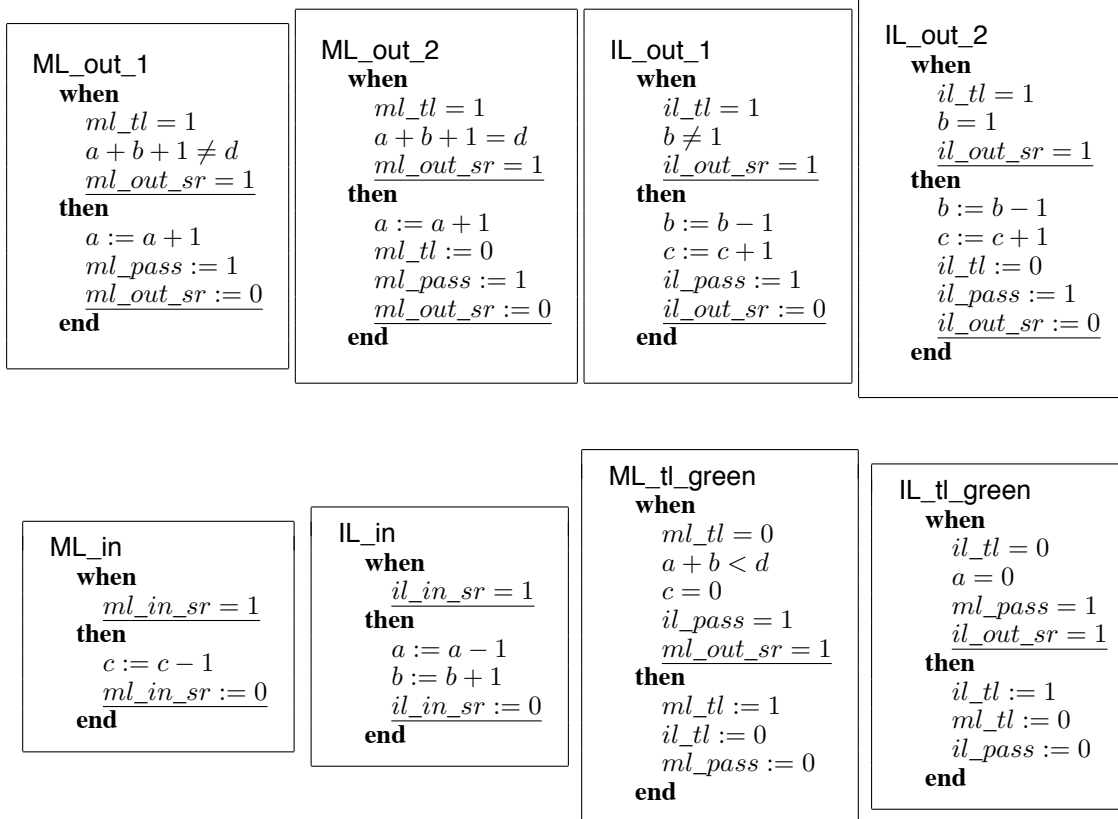 ML_out_1
when
ml_tl = 1
a + b + 1 ≠ d
ml_out_sr = 1
then
a := a + 1
ml_pass := 1
ml_out_sr := 0
end
ML_out_2
when
ml_tl = 1
a + b + 1 = d
ml_out_sr = 1
then
a := a + 1
ml_tl := 0
ml_pass := 1
ml_out_sr := 0
end
IL_out_1
when
il_tl = 1
b ≠ 1
il_out_sr = 1
then
b := b − 1
c := c + 1
il_pass := 1
il_out_sr := 0
end
IL_out_2
when
il_tl = 1
b = 1
il_out_sr = 1
then
b := b − 1
c := c + 1
il_tl := 0
il_pass := 1
il_out_sr := 0
end
ML_in
when
ml_in_sr = 1
then
c := c − 1
ml_in_sr := 0
end
IL_in
when
il_in_sr = 1
then
a := a − 1
b := b + 1
il_in_sr := 0
end
ML_tl_green
when
ml_tl = 0
a + b < d
c = 0
il_pass = 1
ml_out_sr = 1
then
ml_tl := 1
il_tl := 0
ml_pass := 0
end
IL_tl_green
when
il_tl = 0
a = 0
ml_pass = 1
il_out_sr = 1
then
il_tl := 1
ml_tl := 0
il_pass := 0
end